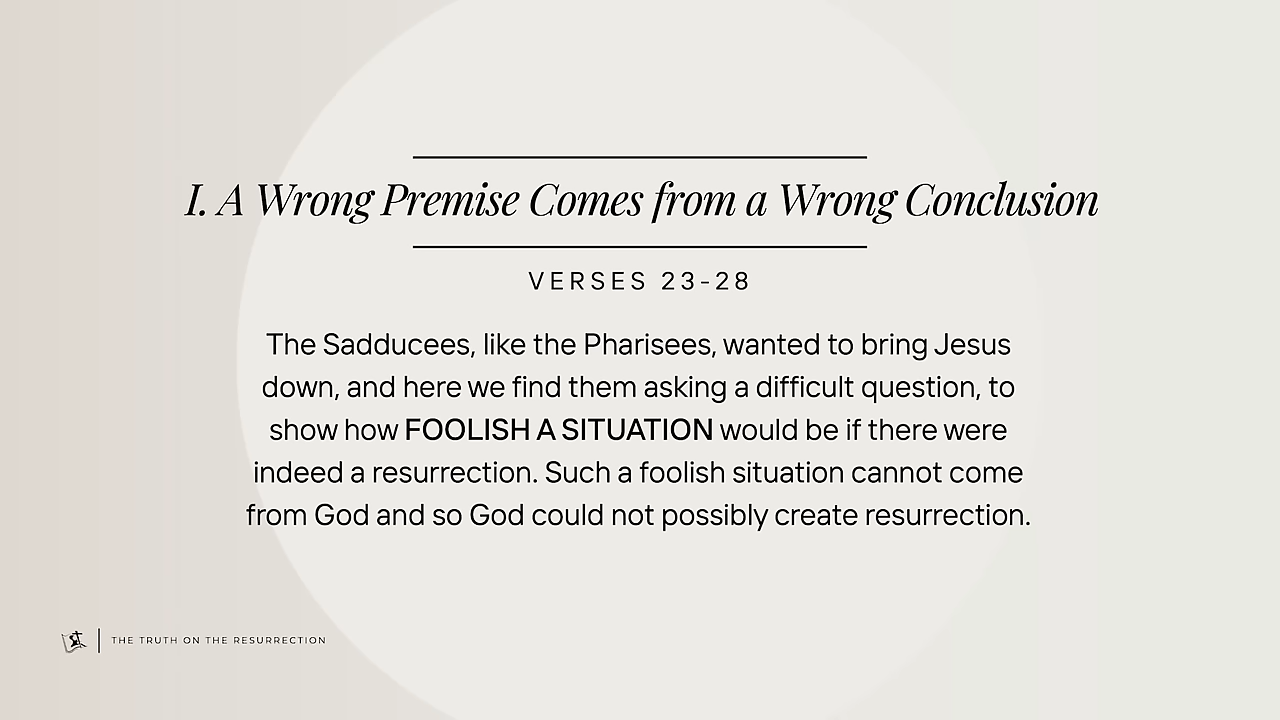 I. A Wrong Premise Comes from a Wrong Conclusion
VERSES 23-28
The Sadducees, like the Pharisees, wanted to bring Jesus
down, and here we find them asking a difficult question, to
show how FOOLISH A SITUATION would be if there were
indeed a resurrection. Such a foolish situation cannot come
from God and so God could not possibly create resurrection.
THE TRUTH ON THE RESURRECTION